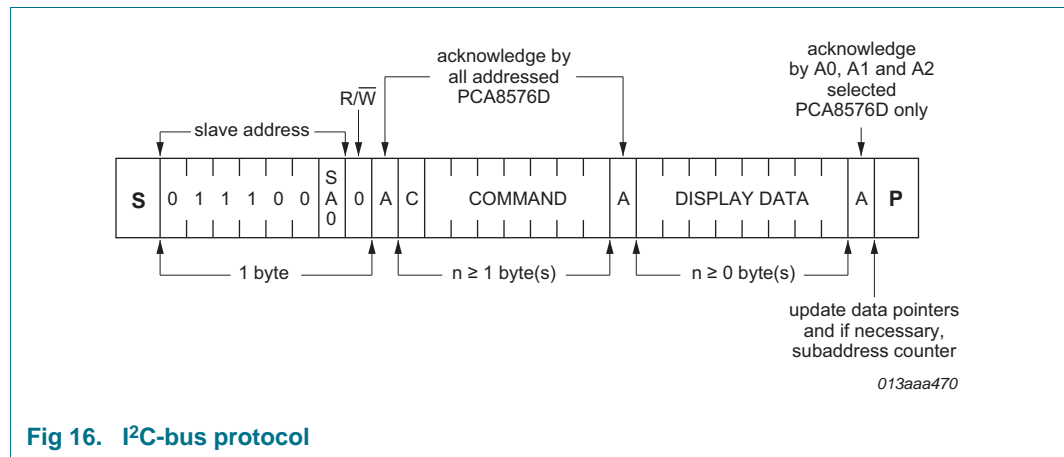 acknowledge by
all addressed
PCA8576D
acknowledge
by A0, A1 and A2
selected
PCA8576D only
R/W̅
slave address
S 0 1 1 1 0 0 SA0 0 A C COMMAND A DISPLAY DATA A P
1 byte
n ≥ 1 byte(s)
n ≥ 0 byte(s)
update data pointers
and if necessary,
subaddress counter
013aaa470
Fig 16. I²C-bus protocol